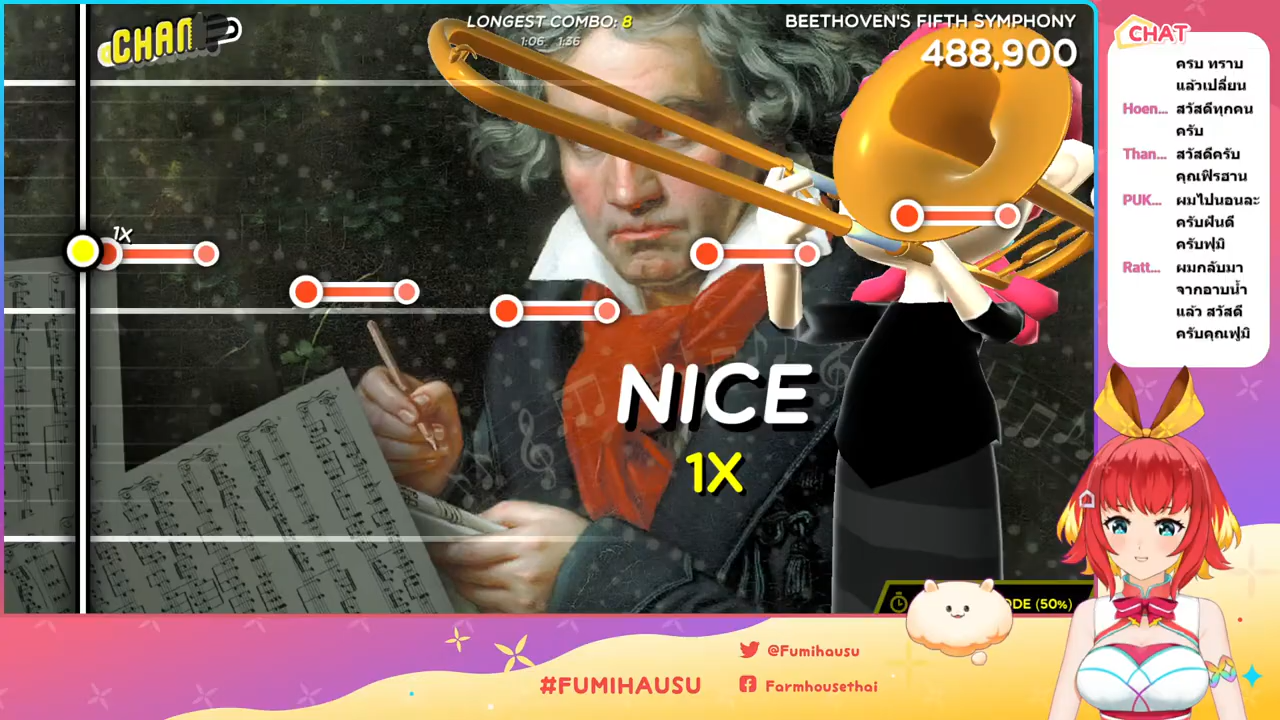 CHAM
LONGEST COMBO: 8
1:06 1:36
BEETHOVEN'S FIFTH SYMPHONY
488,900
1X
NICE
1X
ODE (50%)
CHAT
ครบ ทราบ
แล้วเปลี่ยน
Hoen... สวัสดีทุกคน
ครับ
Than... สวัสดีครับ
คุณเฟิรฮาน
PUK... ผมไปนอนละ
ครับฝันดี
ครับฟุมิ
Ratt... ผมกลับมา
จากอาบน้ำ
แล้ว สวัสดี
ครับคุณเฟูมิ
@Fumihausu
#FUMIHAUSU
Farmhousethai